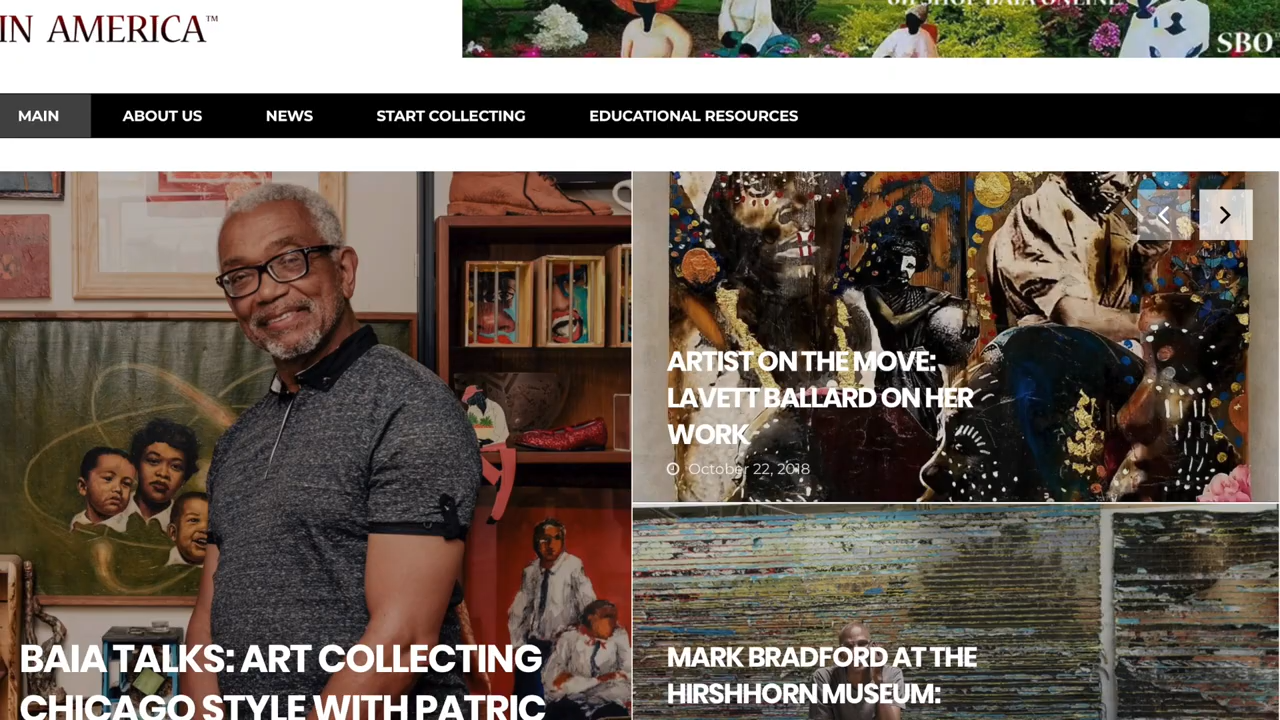 IN AMERICA™
SBO
MAIN
ABOUT US
NEWS
START COLLECTING
EDUCATIONAL RESOURCES
ARTIST ON THE MOVE:
LAVETT BALLARD ON HER
WORK
October 22, 2018
BAIA TALKS: ART COLLECTING
CHICAGO STYLE WITH PATRIC
MARK BRADFORD AT THE
HIRSHHORN MUSEUM: